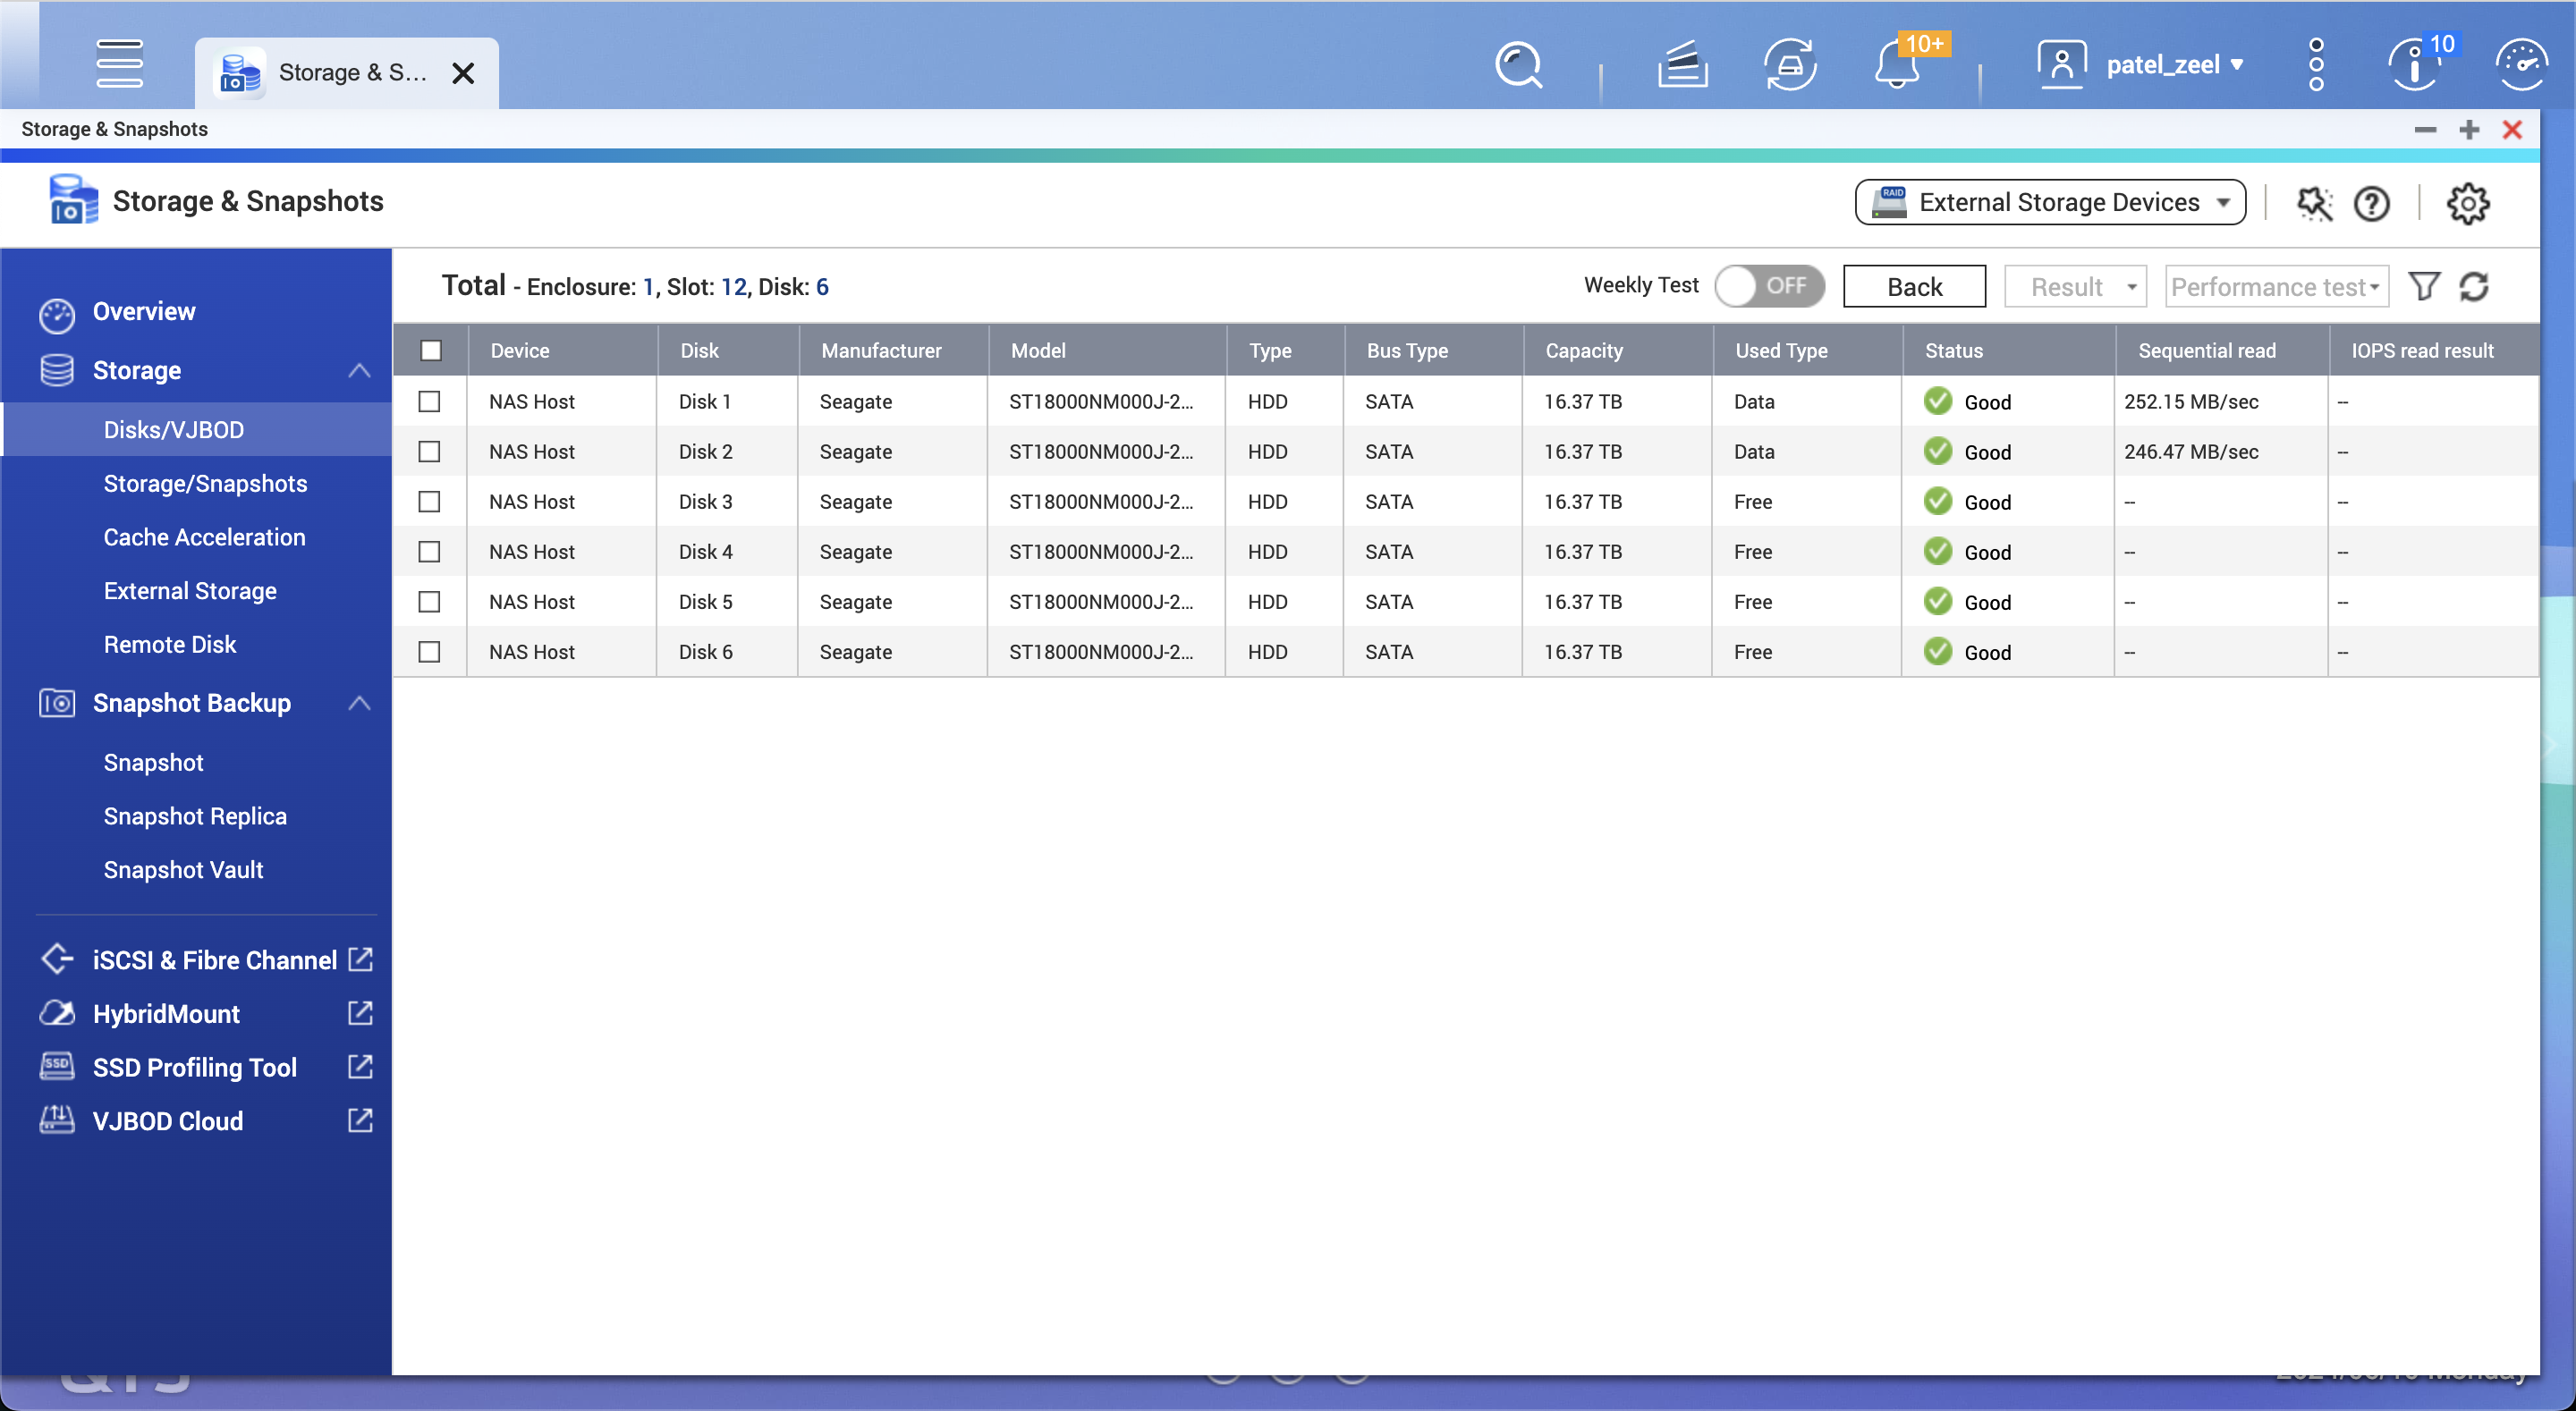 Storage & S...
10+
patel_zeel
10
Storage & Snapshots
Storage & Snapshots
RAID External Storage Devices
Overview
Storage
Disks/VJBOD
Storage/Snapshots
Cache Acceleration
External Storage
Remote Disk
Snapshot Backup
Snapshot
Snapshot Replica
Snapshot Vault
iSCSI & Fibre Channel
HybridMount
SSD SSD Profiling Tool
VJBOD Cloud
Total - Enclosure: 1, Slot: 12, Disk: 6
Weekly Test OFF Back Result Performance test
Device Disk Manufacturer Model Type Bus Type Capacity Used Type Status Sequential read IOPS read result
NAS Host Disk 1 Seagate ST18000NM000J-2... HDD SATA 16.37 TB Data Good 252.15 MB/sec --
NAS Host Disk 2 Seagate ST18000NM000J-2... HDD SATA 16.37 TB Data Good 246.47 MB/sec --
NAS Host Disk 3 Seagate ST18000NM000J-2... HDD SATA 16.37 TB Free Good -- --
NAS Host Disk 4 Seagate ST18000NM000J-2... HDD SATA 16.37 TB Free Good -- --
NAS Host Disk 5 Seagate ST18000NM000J-2... HDD SATA 16.37 TB Free Good -- --
NAS Host Disk 6 Seagate ST18000NM000J-2... HDD SATA 16.37 TB Free Good -- --
QTS
Monday